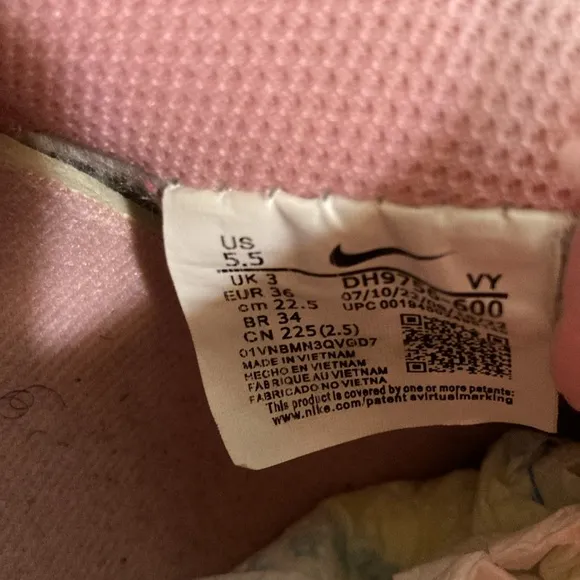 US
5.5
UK 3
EUR 36
cm 22.5
BR 34
CN 225 (2.5)
VY
600
UPC
01VNBMN3QVGD7
MADE IN VIETNAM
HECHO EN VIETNAM
FABRIQUE AU VIETNAM
FABRICADO NO VIETNA
This product is covered by one or more patents:
www.nike.com/patent a virtualmarking